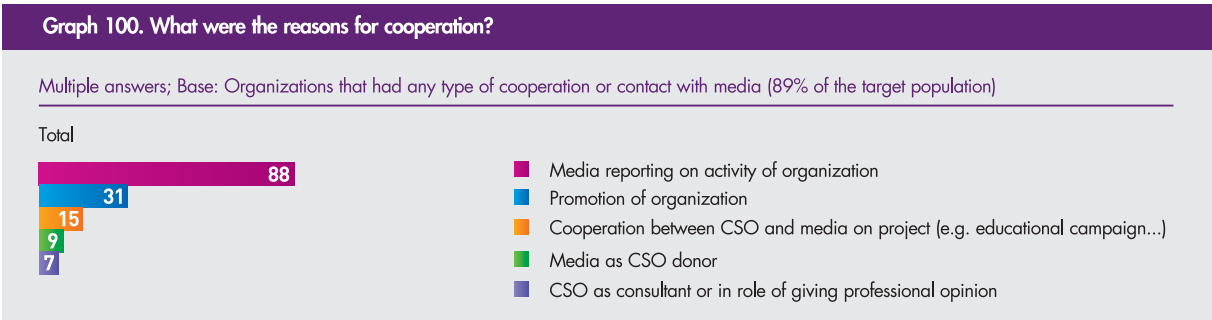 Graph 100. What were the reasons for cooperation?
Multiple answers; Base: Organizations that had any type of cooperation or contact with media (89% of the target population)
Total
88
31
15
9
7
Media reporting on activity of organization
Promotion of organization
Cooperation between CSO and media on project (e.g. educational campaign...)
Media as CSO donor
CSO as consultant or in role of giving professional opinion